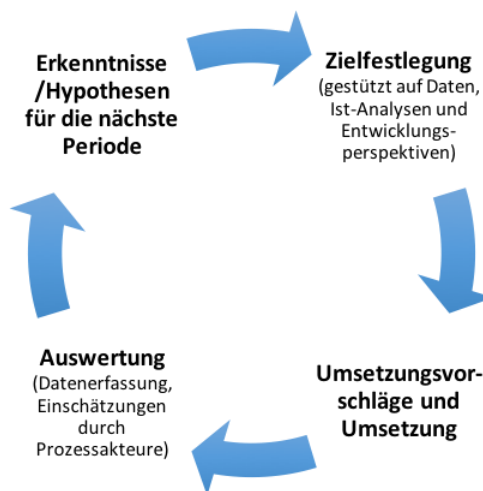 Erkenntnisse
/Hypothesen
für die nächste
Periode
Zielfestlegung
(gestützt auf Daten,
Ist-Analysen und
Entwicklungs-
perspektiven)
Umsetzungsvor-
schläge und
Umsetzung
Auswertung
(Datenerfassung,
Einschätzungen
durch
Prozessakteure)